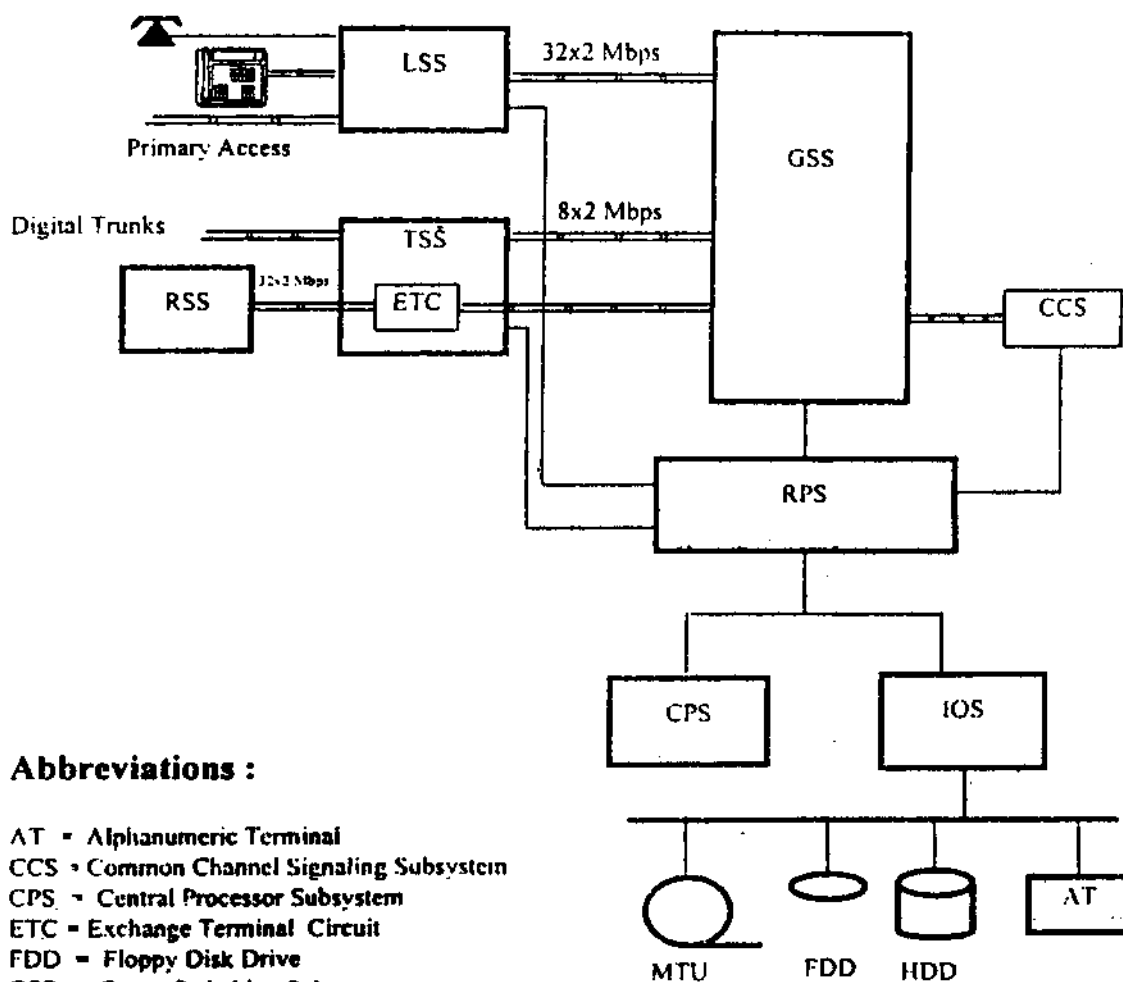 LSS
32x2 Mbps
GSS
Primary Access
Digital Trunks
TSS
8x2 Mbps
RSS
32x2 Mbps
ETC
CCS
RPS
CPS
IOS
Abbreviations :
AT = Alphanumeric Terminal
CCS = Common Channel Signaling Subsystem
CPS = Central Processor Subsystem
ETC = Exchange Terminal Circuit
FDD = Floppy Disk Drive
AT
MTU
FDD
HDD